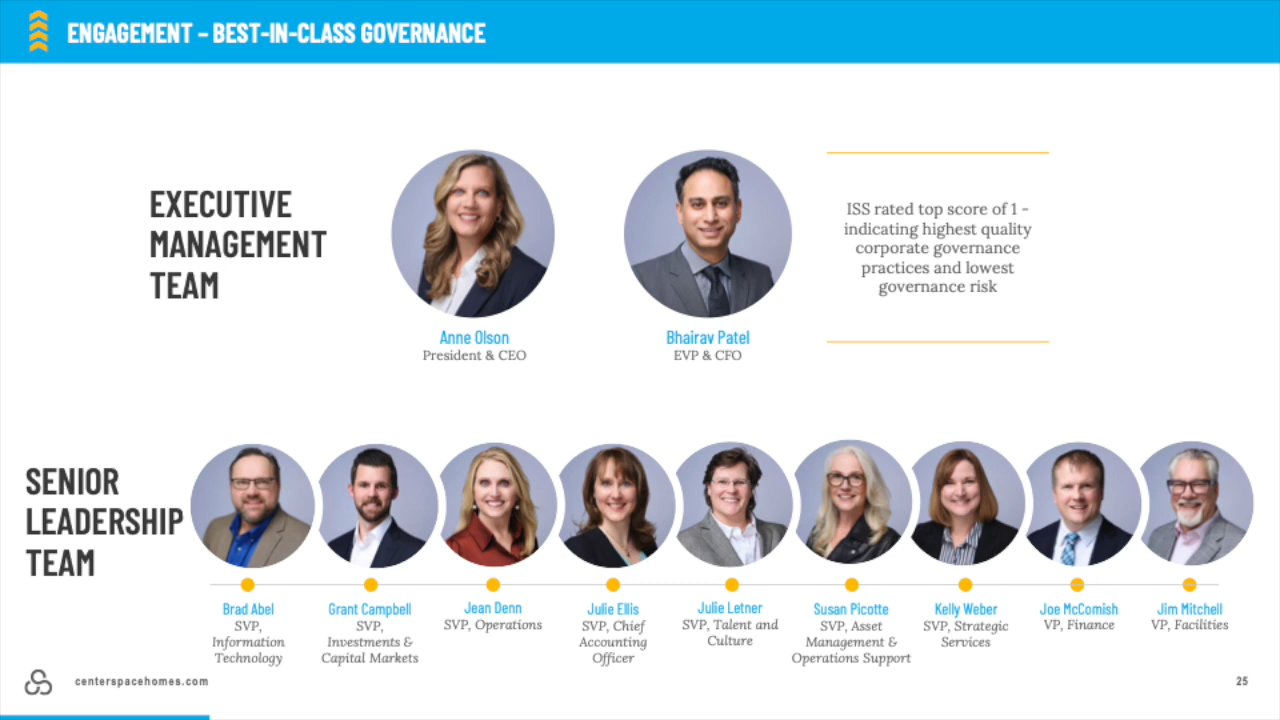 ENGAGEMENT – BEST-IN-CLASS GOVERNANCE
EXECUTIVE
MANAGEMENT
TEAM
Anne Olson
President & CEO
Bhairav Patel
EVP & CFO
ISS rated top score of 1 -
indicating highest quality
corporate governance
practices and lowest
governance risk
SENIOR
LEADERSHIP
TEAM
Brad Abel
SVP,
Information
Technology
Grant Campbell
SVP,
Investments &
Capital Markets
Jean Denn
SVP, Operations
Julie Ellis
SVP, Chief
Accounting
Officer
Julie Letner
SVP, Talent and
Culture
Susan Picotte
SVP, Asset
Management &
Operations Support
Kelly Weber
SVP, Strategic
Services
Joe McComish
VP, Finance
Jim Mitchell
VP, Facilities
centerspacehomes.com
25